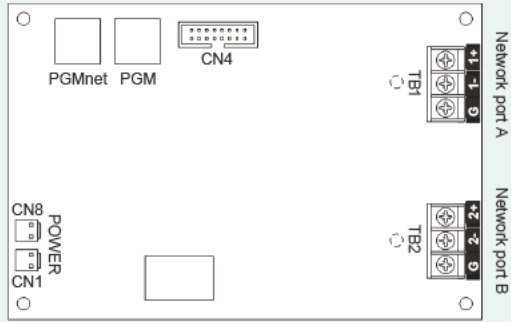 PGMnet
PGM
CN4
TB1
1+
1-
G
Network port A
CN8
POWER
CN1
TB2
2+
2-
G
Network port B